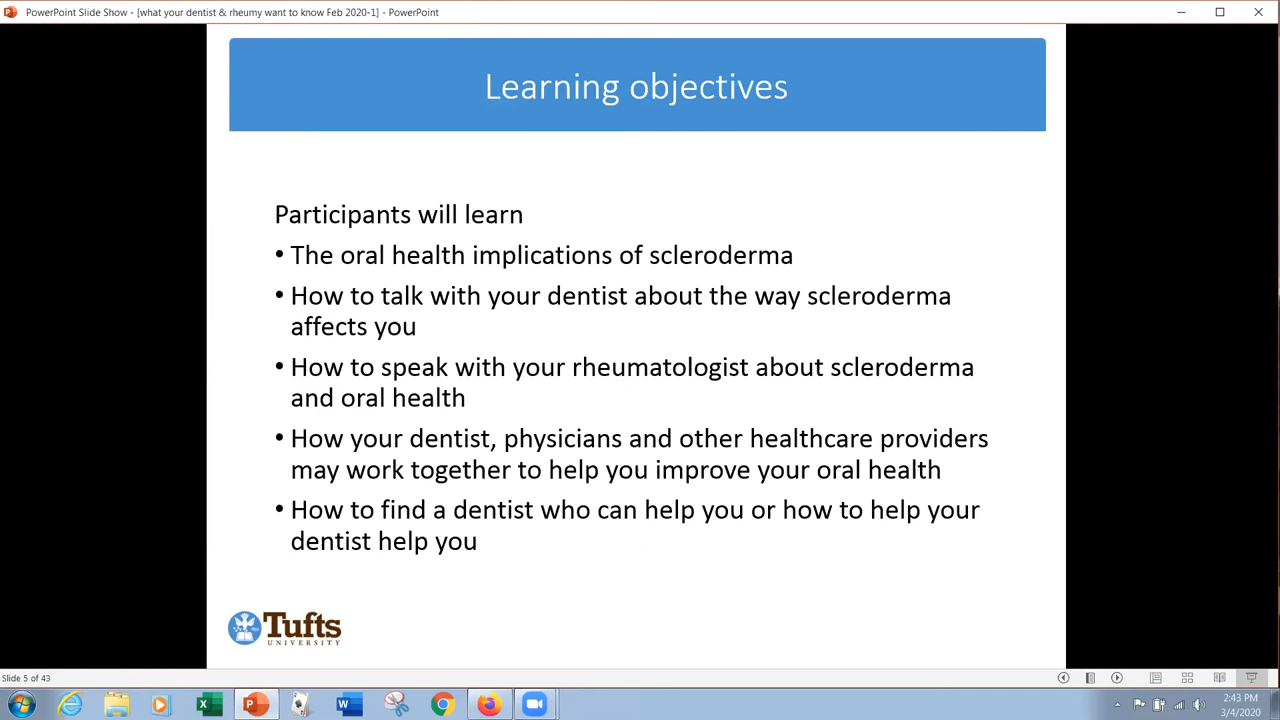 PowerPoint Slide Show - [what your dentist & rheumy want to know Feb 2020-1] - PowerPoint
Learning objectives
Participants will learn
• The oral health implications of scleroderma
• How to talk with your dentist about the way scleroderma
affects you
• How to speak with your rheumatologist about scleroderma
and oral health
• How your dentist, physicians and other healthcare providers
may work together to help you improve your oral health
• How to find a dentist who can help you or how to help your
dentist help you
Tufts
UNIVERSITY
Slide 5 of 43
2:43 PM
3/4/2020